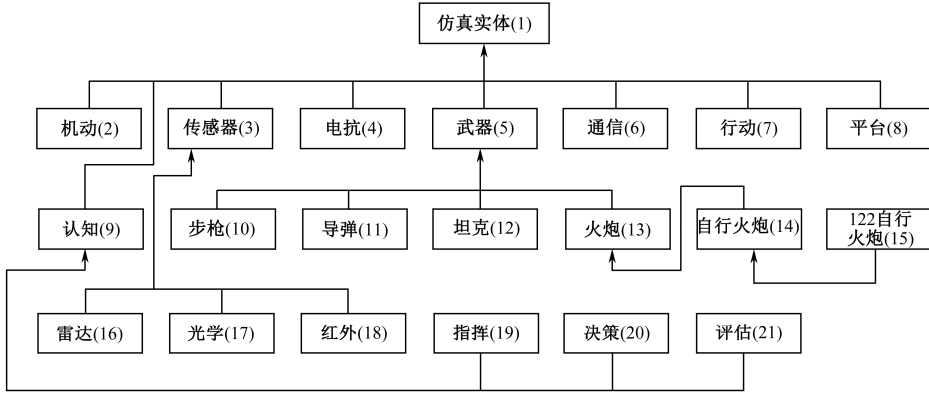 仿真实体(1)
机动(2)
传感器(3)
电抗(4)
武器(5)
通信(6)
行动(7)
平台(8)
认知(9)
步枪(10)
导弹(11)
坦克(12)
火炮(13)
自行火炮(14)
122自行
火炮(15)
雷达(16)
光学(17)
红外(18)
指挥(19)
决策(20)
评估(21)